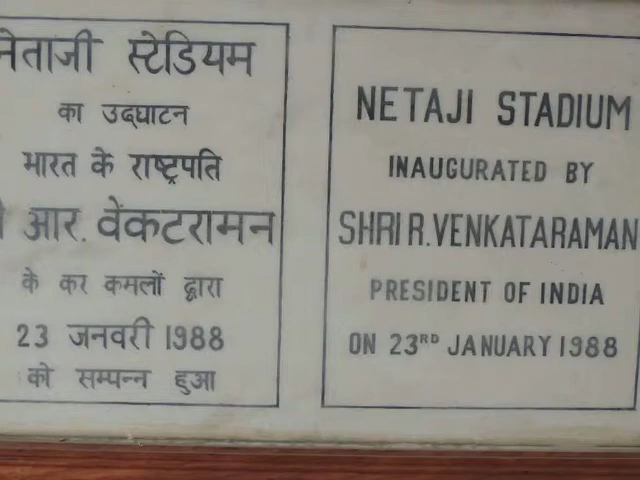 नेताजी स्टेडियम
का उद्घाटन
भारत के राष्ट्रपति
आर. वेंकटरामन
के कर कमलों द्वारा
23 जनवरी 1988
को सम्पन्न हुआ
NETAJI STADIUM
INAUGURATED BY
SHRI R. VENKATARAMAN
PRESIDENT OF INDIA
ON 23RD JANUARY 1988